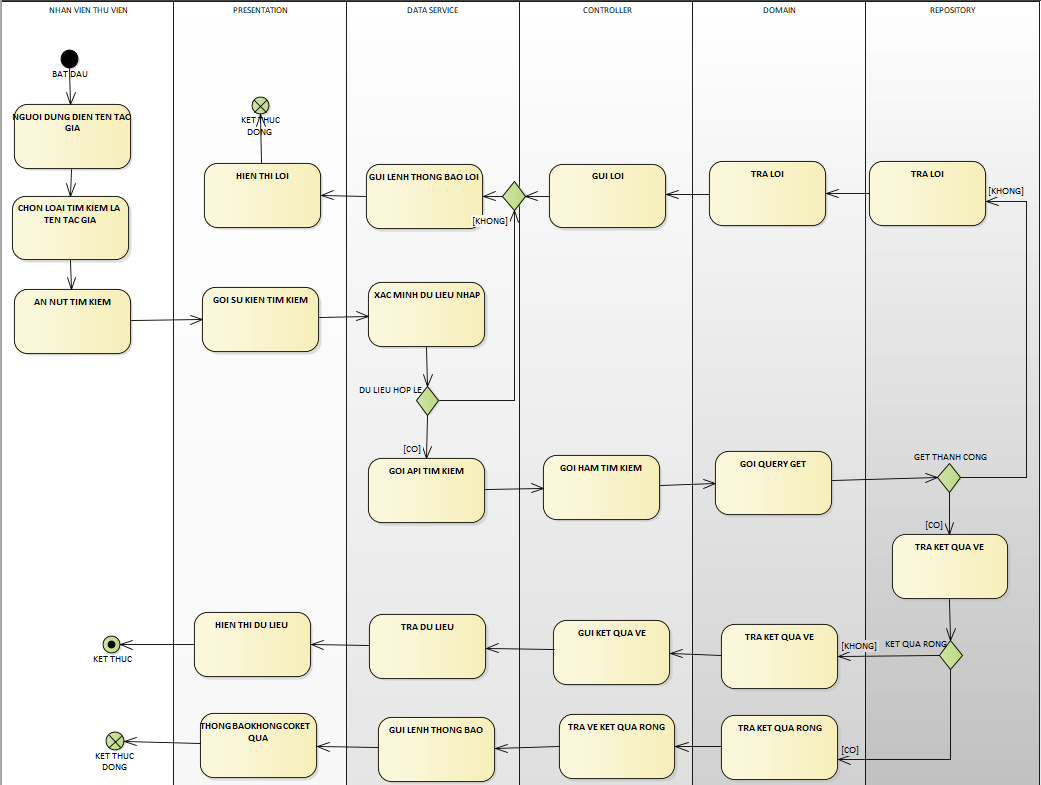 NHAN VIEN THU VIEN
PRESENTATION
DATA SERVICE
CONTROLLER
DOMAIN
REPOSITORY
BAT DAU
NGUOI DUNG DIEN TEN TAC
GIA
KET THUC
DONG
HIEN THI LOI
GUI LENH THONG BAO LOI
GUI LOI
TRA LOI
TRA LOI
[KHONG]
[KHONG]
CHON LOAI TIM KIEM LA
TEN TAC GIA
AN NUT TIM KIEM
GOI SU KIEN TIM KIEM
XAC MINH DU LIEU NHAP
DU LIEU HOP LE
[CO]
GOI API TIM KIEM
GOI HAM TIM KIEM
GOI QUERY GET
GET THANH CONG
[CO]
TRA KET QUA VE
KET QUA RONG
[KHONG]
TRA KET QUA VE
GUI KET QUA VE
TRA DU LIEU
HIEN THI DU LIEU
KET THUC
[CO]
TRA KET QUA RONG
TRA VE KET QUA RONG
GUI LENH THONG BAO
THONG BAO KHONG CO KET
QUA
KET THUC
DONG